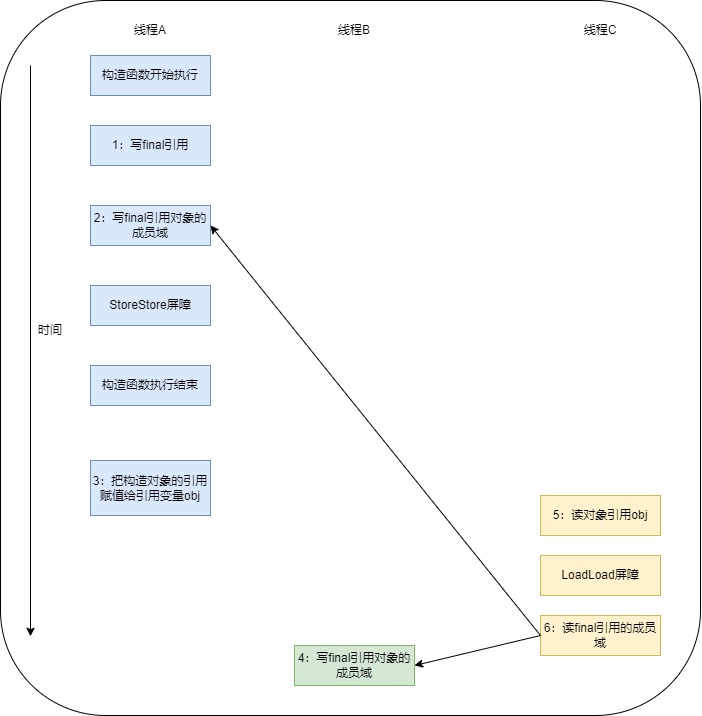 线程A
线程B
线程C
构造函数开始执行
1：写final引用
2：写final引用对象的
成员域
StoreStore屏障
时间
构造函数执行结束
3：把构造对象的引用
赋值给引用变量obj
5：读对象引用obj
LoadLoad屏障
6：读final引用的成员
域
4：写final引用对象的
成员域